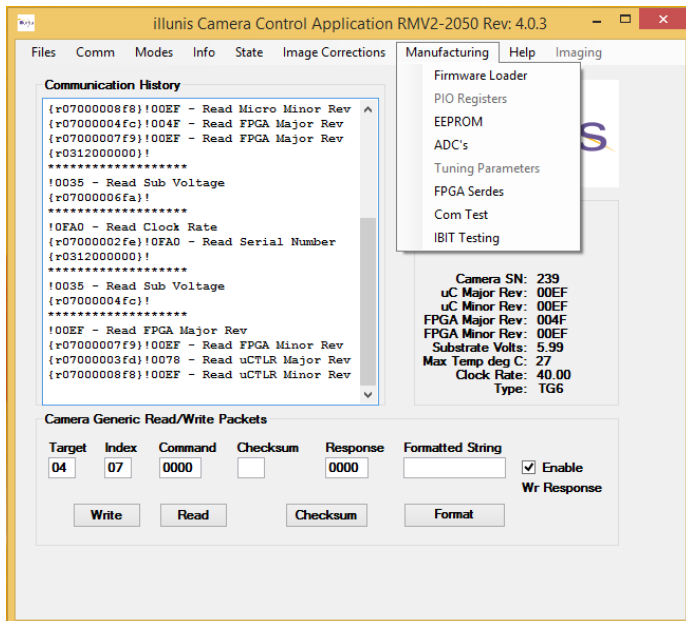 illunis Camera Control Application RMV2-2050 Rev: 4.0.3
Files Comm Modes Info State Image Corrections Manufacturing Help Imaging
Firmware Loader
PIO Registers
EEPROM
ADC's
Tuning Parameters
FPGA Serdes
Com Test
IBIT Testing
Communication History
{r07000008f8}!00EF - Read Micro Minor Rev
{r07000004fc}!004F - Read FPGA Major Rev
{r07000007f9}!00EF - Read FPGA Major Rev
{r0312000000}!
*******************
!0035 - Read Sub Voltage
{r07000006fa}!
*******************
!0FA0 - Read Clock Rate
{r07000002fe}!0FA0 - Read Serial Number
{r0312000000}!
*******************
!0035 - Read Sub Voltage
{r07000004fc}!
*******************
!00EF - Read FPGA Major Rev
{r07000007f9}!00EF - Read FPGA Minor Rev
{r07000003fd}!0078 - Read uCTLR Major Rev
{r07000008f8}!00EF - Read uCTLR Minor Rev
s
Camera SN: 239
uC Major Rev: 00EF
uC Minor Rev: 00EF
FPGA Major Rev: 004F
FPGA Minor Rev: 00EF
Substrate Volts: 5.99
Max Temp deg C: 27
Clock Rate: 40.00
Type: TG6
Camera Generic Read/Write Packets
Target Index Command Checksum Response Formatted String
04 07 0000 0000 Enable
Wr Response
Write Read Checksum Format